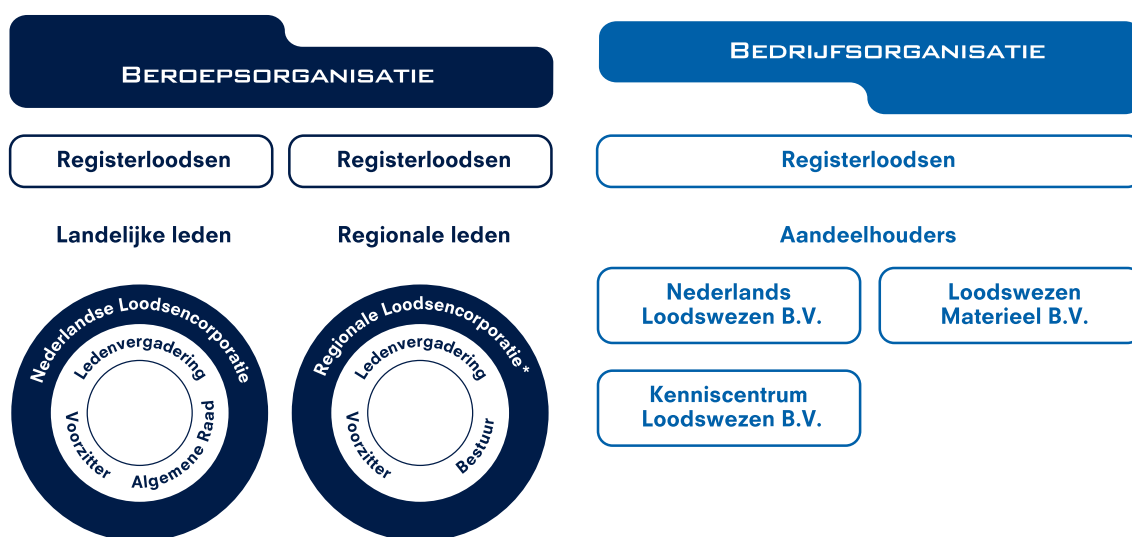 BEROEPSORGANISATIE
Registerloodsen
Registerloodsen
Landelijke leden
Regionale leden
Nederlandse Loodsencorporatie
Ledenvergadering
Voorzitter
Algemene Raad
Regionale Loodsencorporatie*
Ledenvergadering
Voorzitter
Bestuur
BEDRIJFSORGANISATIE
Registerloodsen
Aandeelhouders
Nederlands
Loodswezen B.V.
Loodswezen
Materieel B.V.
Kenniscentrum
Loodswezen B.V.